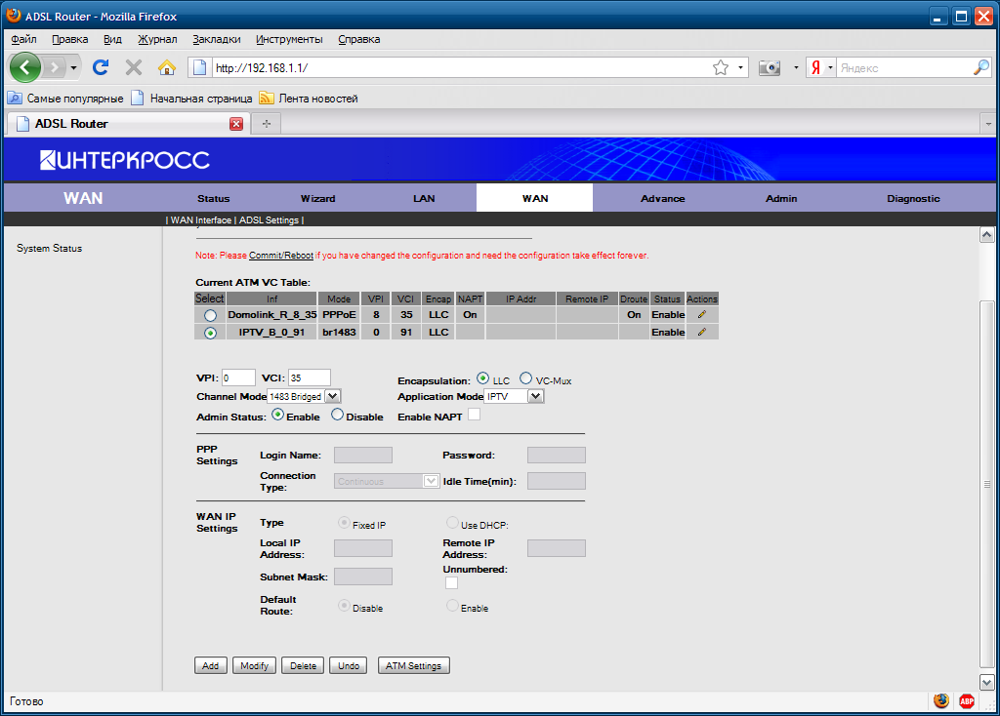 ADSL Router - Mozilla Firefox
Файл Правка Вид Журнал Закладки Инструменты Справка
http://192.168.1.1/ Я Яндекс
Самые популярные Начальная страница Лента новостей
ADSL Router
ИНТЕРКРОСС
WAN Status Wizard LAN WAN Advance Admin Diagnostic
| WAN Interface | ADSL Settings |
System Status
Note: Please Commit/Reboot if you have changed the configuration and need the configuration take effect forever.
Current ATM VC Table:
Select Inf Mode VPI VCI Encap NAPT IP Addr Remote IP Droute Status Actions
Domolink_R_8_35 PPPoE 8 35 LLC On On Enable
IPTV_B_0_91 br1483 0 91 LLC Enable
VPI: 0 VCI: 35 Encapsulation: LLC VC-Mux
Channel Mode 1483 Bridged Application Mode IPTV
Admin Status: Enable Disable Enable NAPT
PPP Settings
Login Name: Password:
Connection Type: Continuous Idle Time(min):
WAN IP Settings
Type Fixed IP Use DHCP:
Local IP Address: Remote IP Address:
Subnet Mask: Unnumbered:
Default Route: Disable Enable
Add Modify Delete Undo ATM Settings
Готово ABP